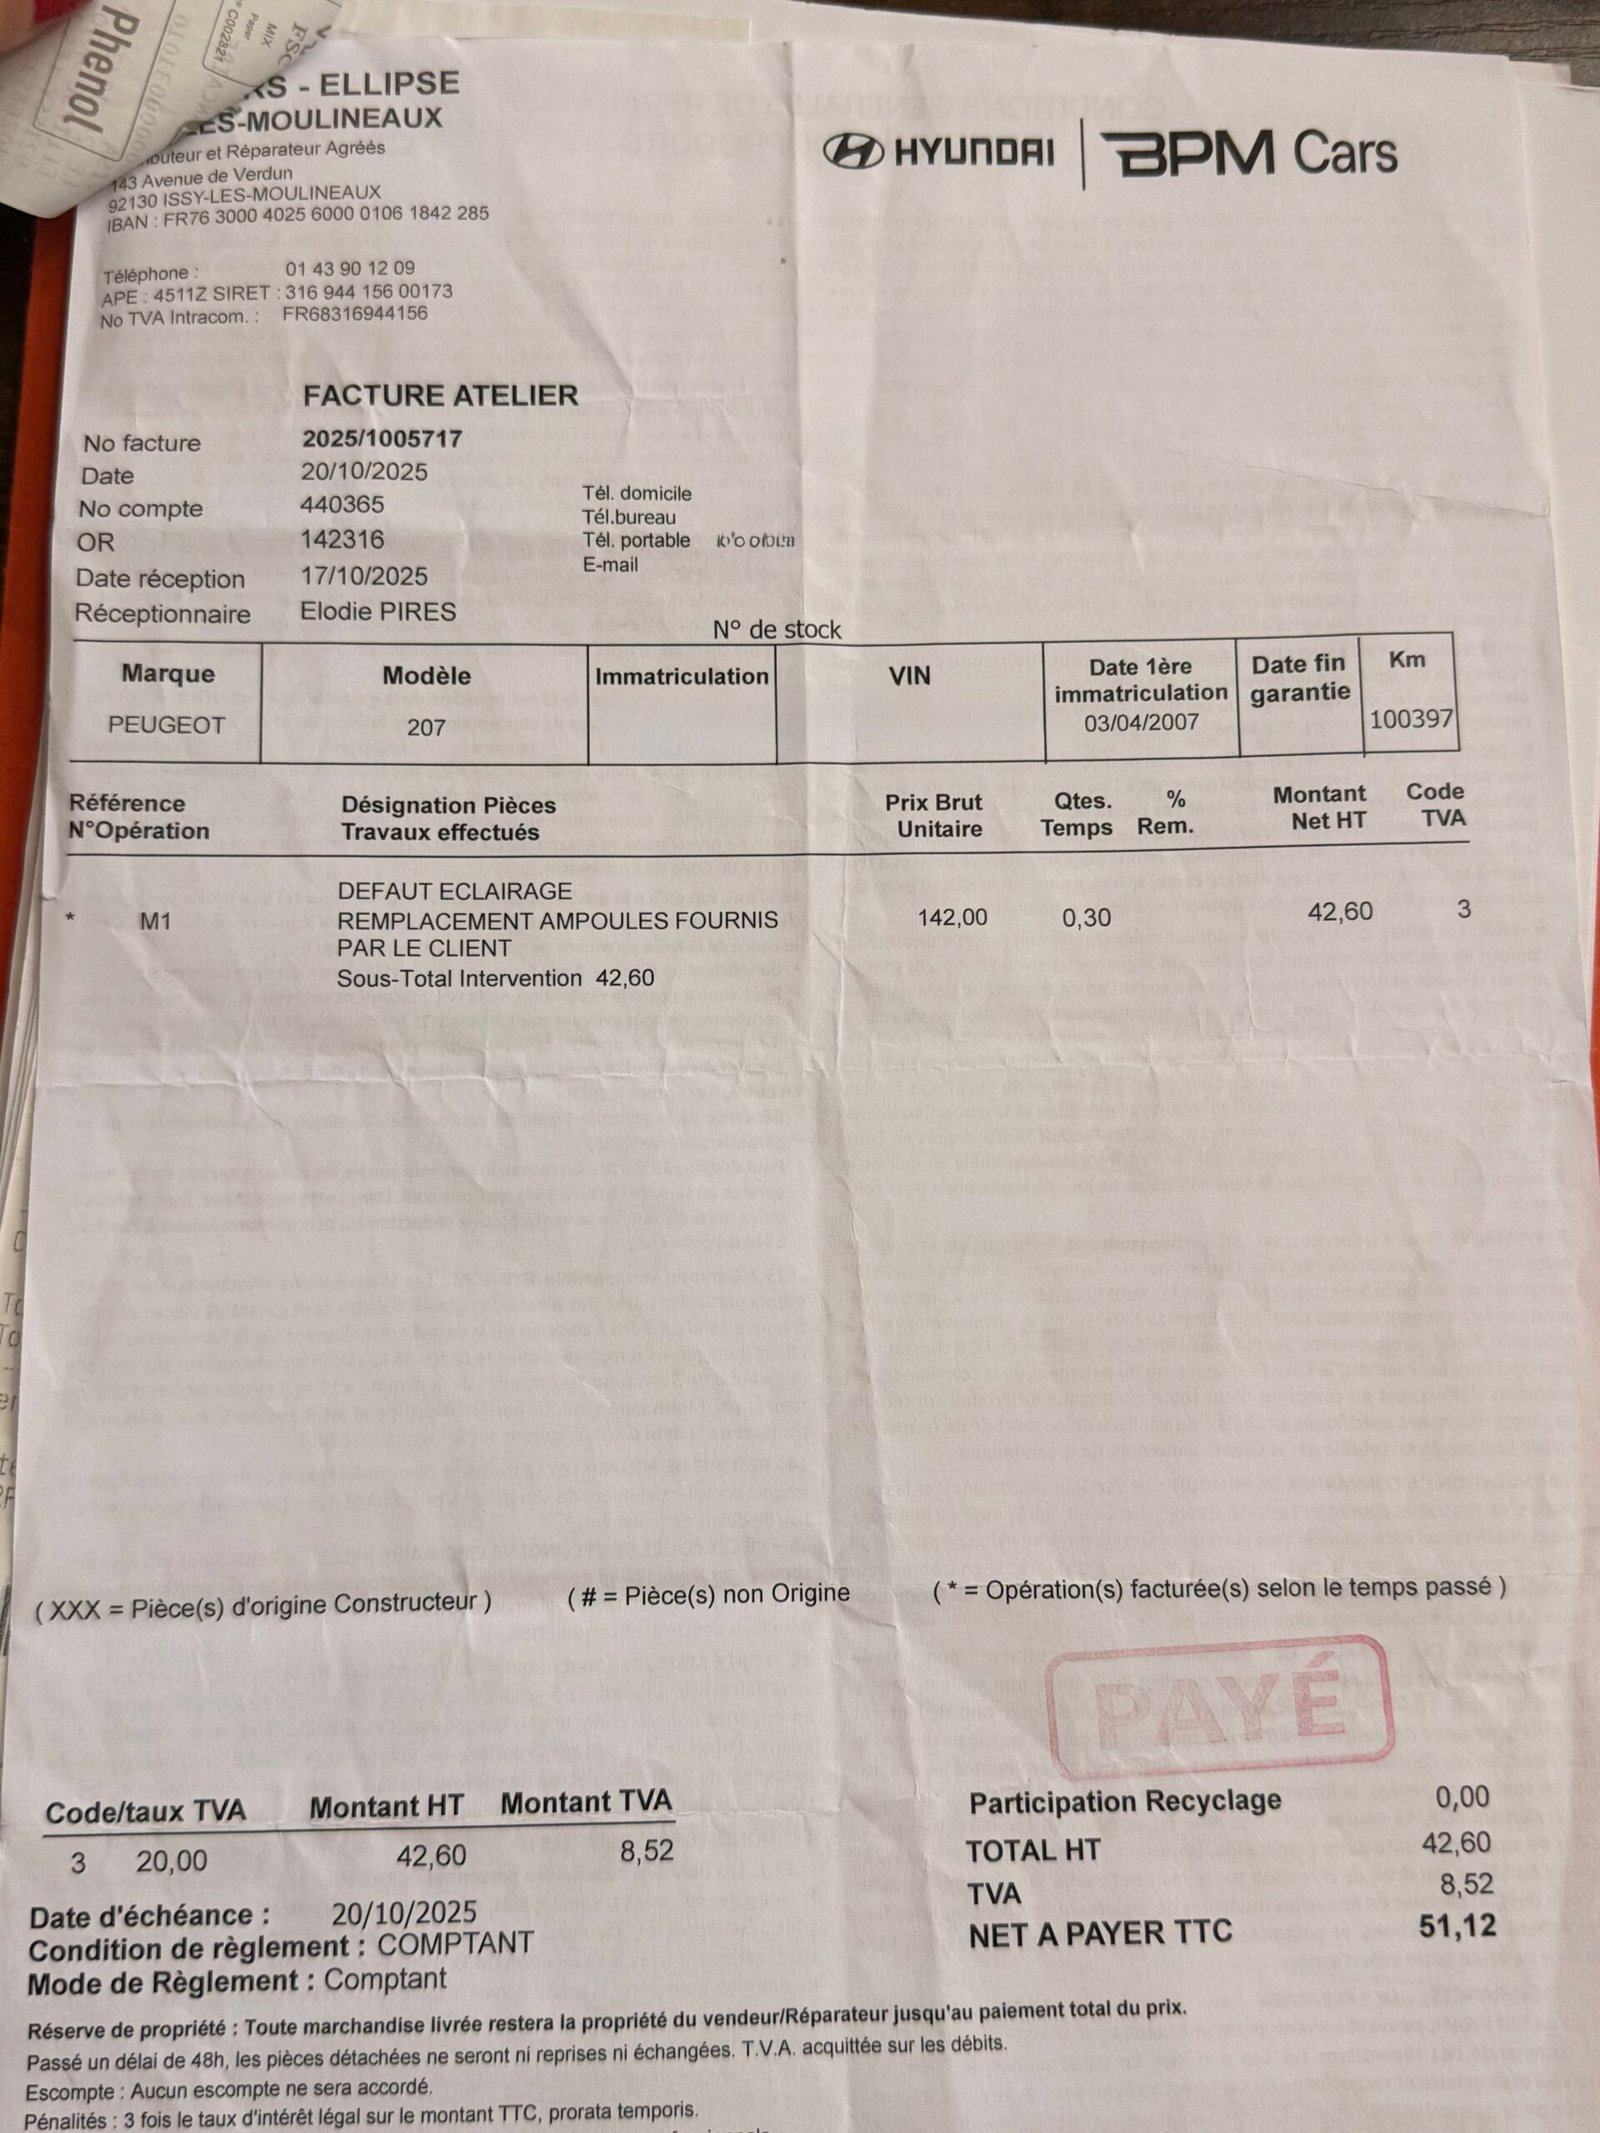 Phenol
Paper
MIX
FSC
- ELLIPSE
ES-MOULINEAUX
buteur et Réparateur Agréés
143 Avenue de Verdun
92130 ISSY-LES-MOULINEAUX
IBAN : FR76 3000 4025 6000 0106 1842 285
Téléphone : 01 43 90 12 09
APE : 4511Z SIRET : 316 944 156 00173
No TVA Intracom. : FR68316944156
HYUNDAI BPM Cars
FACTURE ATELIER
No facture 2025/1005717
Date 20/10/2025
No compte 440365
OR 142316
Date réception 17/10/2025
Réceptionnaire Elodie PIRES
Tél. domicile
Tél.bureau
Tél. portable
E-mail
N° de stock
Marque Modèle Immatriculation VIN Date 1ère immatriculation Date fin garantie Km
PEUGEOT 207 03/04/2007 100397
Référence Désignation Pièces Prix Brut Qtes. % Montant Code
N°Opération Travaux effectués Unitaire Temps Rem. Net HT TVA
DEFAUT ECLAIRAGE
* M1 REMPLACEMENT AMPOULES FOURNIS 142,00 0,30 42,60 3
PAR LE CLIENT
Sous-Total Intervention 42,60
( XXX = Pièce(s) d'origine Constructeur ) ( # = Pièce(s) non Origine ( * = Opération(s) facturée(s) selon le temps passé )
PAYÉ
Code/taux TVA Montant HT Montant TVA
3 20,00 42,60 8,52
Participation Recyclage 0,00
TOTAL HT 42,60
TVA 8,52
NET A PAYER TTC 51,12
Date d'échéance : 20/10/2025
Condition de règlement : COMPTANT
Mode de Règlement : Comptant
Réserve de propriété : Toute marchandise livrée restera la propriété du vendeur/Réparateur jusqu'au paiement total du prix.
Passé un délai de 48h, les pièces détachées ne seront ni reprises ni échangées. T.V.A. acquittée sur les débits.
Escompte : Aucun escompte ne sera accordé.
Pénalités : 3 fois le taux d'intérêt légal sur le montant TTC, prorata temporis.